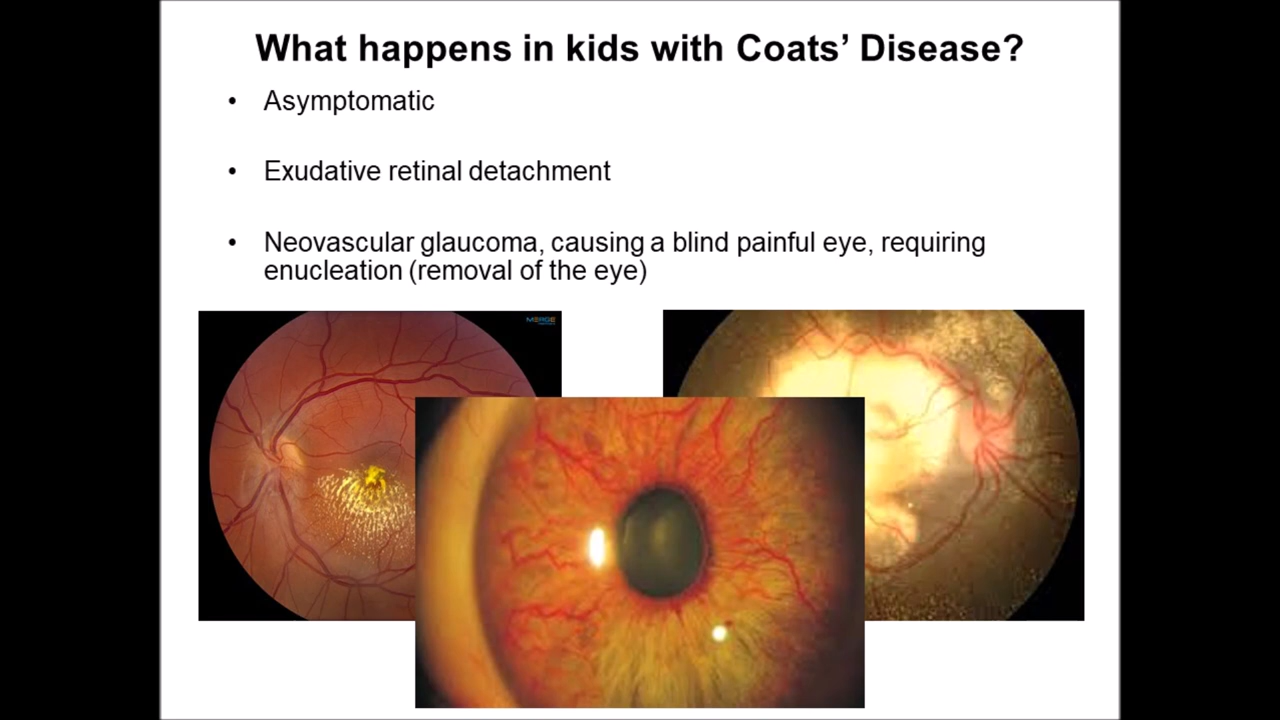 What happens in kids with Coats’ Disease?
• Asymptomatic
• Exudative retinal detachment
• Neovascular glaucoma, causing a blind painful eye, requiring
enucleation (removal of the eye)
MERGE